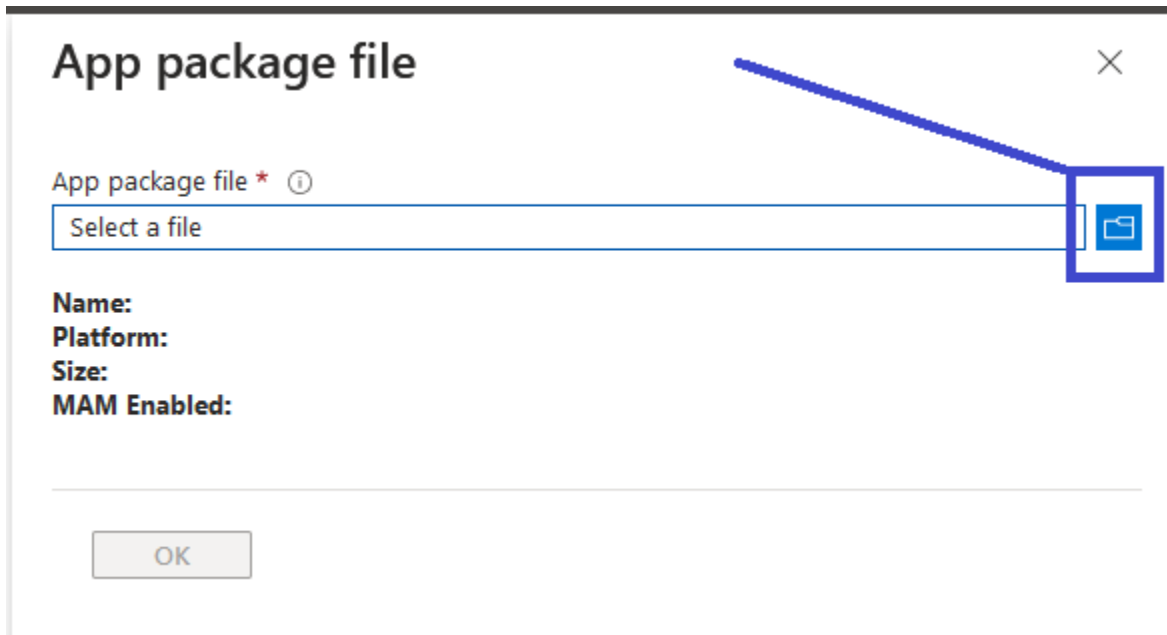 App package file
App package file *
Select a file
Name:
Platform:
Size:
MAM Enabled:
OK